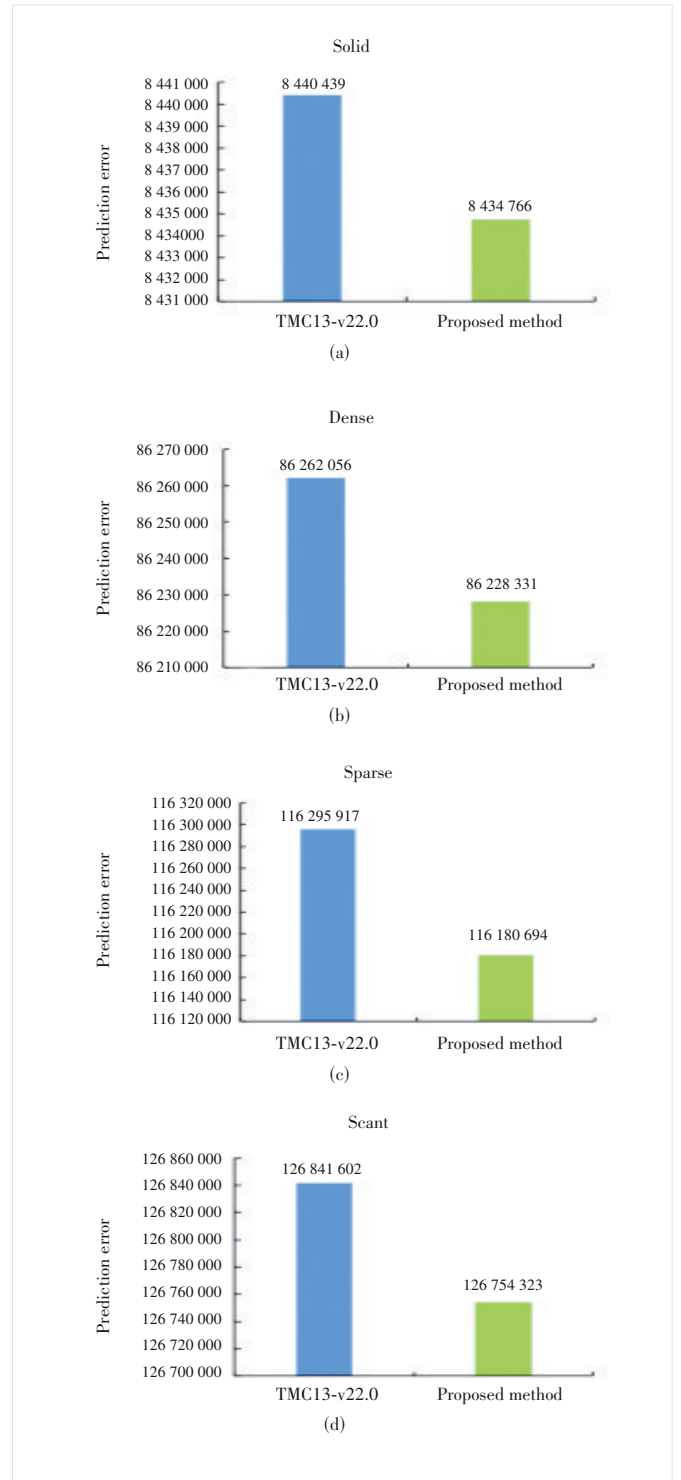 Solid
Prediction error
8 441 000
8 440 000
8 439 000
8 438 000
8 437 000
8 436 000
8 435 000
8 434000
8 433 000
8 432 000
8 431 000
8 440 439
8 434 766
TMC13-v22.0 Proposed method
(a)
Dense
Prediction error
86 270 000
86 260 000
86 250 000
86 240 000
86 230 000
86 220 000
86 210 000
86 262 056
86 228 331
TMC13-v22.0 Proposed method
(b)
Sparse
Prediction error
116 320 000
116 300 000
116 280 000
116 260 000
116 240 000
116 220 000
116 200 000
116 180 000
116 160 000
116 140 000
116 120 000
116 295 917
116 180 694
TMC13-v22.0 Proposed method
(c)
Scant
Prediction error
126 860 000
126 840 000
126 820 000
126 800 000
126 780 000
126 760 000
126 740 000
126 720 000
126 700 000
126 841 602
126 754 323
TMC13-v22.0 Proposed method
(d)